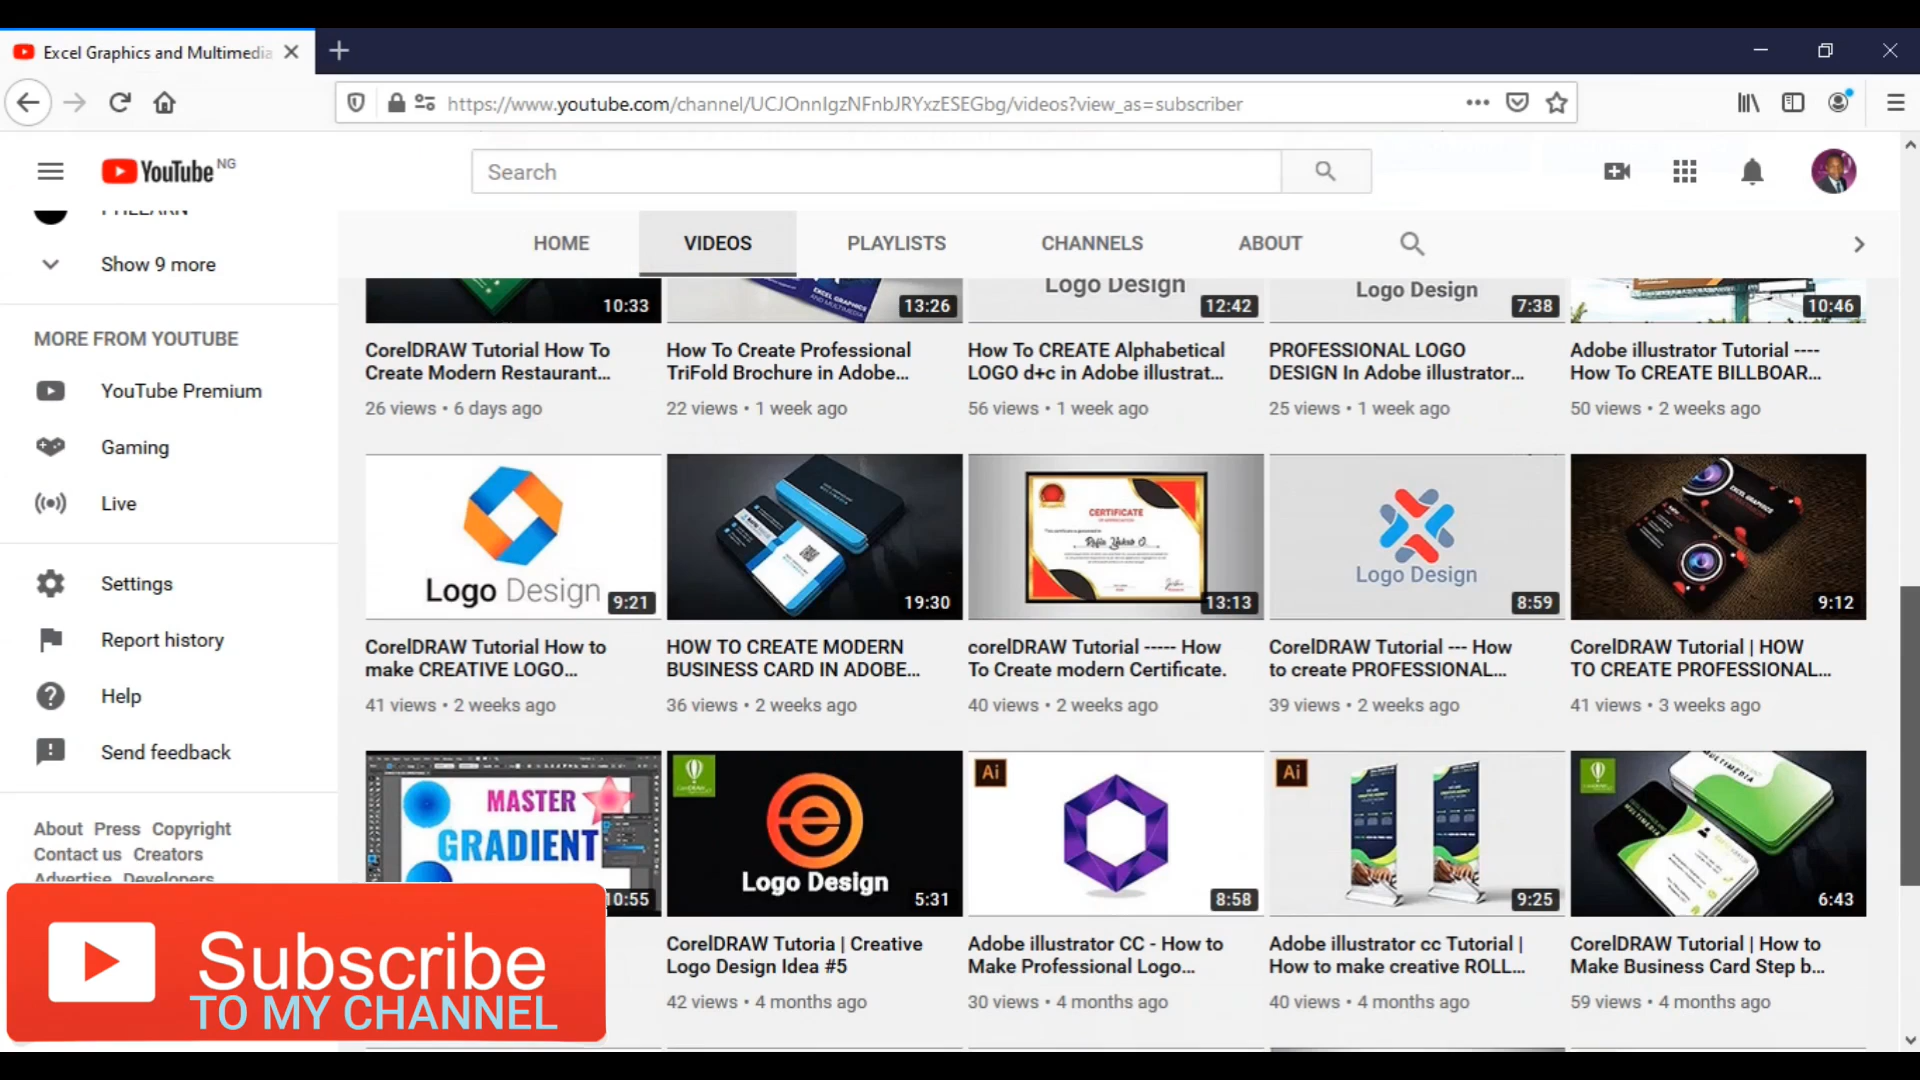 Excel Graphics and Multimedia
https://www.youtube.com/channel/UCJOnnIgzNFnbJRYxzESEGbg/videos?view_as=subscriber
YouTube NG
Search
HOME
VIDEOS
PLAYLISTS
CHANNELS
ABOUT
Show 9 more
MORE FROM YOUTUBE
YouTube Premium
Gaming
Live
Settings
Report history
Help
Send feedback
About Press Copyright
Contact us Creators
Advertise Developers
EXCEL GRAPHICS
AND MULTIMEDIA
Logo Design
Logo Design
10:33
13:26
12:42
7:38
10:46
CorelDRAW Tutorial How To
Create Modern Restaurant...
26 views • 6 days ago
How To Create Professional
TriFold Brochure in Adobe...
22 views • 1 week ago
How To CREATE Alphabetical
LOGO d+c in Adobe illustrat...
56 views • 1 week ago
PROFESSIONAL LOGO
DESIGN In Adobe illustrator...
25 views • 1 week ago
Adobe illustrator Tutorial ----
How To CREATE BILLBOAR...
50 views • 2 weeks ago
Logo Design
9:21
19:30
CERTIFICATE
13:13
Logo Design
8:59
EXCEL GRAPHICS
9:12
CorelDRAW Tutorial How to
make CREATIVE LOGO...
41 views • 2 weeks ago
HOW TO CREATE MODERN
BUSINESS CARD IN ADOBE...
36 views • 2 weeks ago
corelDRAW Tutorial ----- How
To Create modern Certificate.
40 views • 2 weeks ago
CorelDRAW Tutorial --- How
to create PROFESSIONAL...
39 views • 2 weeks ago
CorelDRAW Tutorial | HOW
TO CREATE PROFESSIONAL...
41 views • 3 weeks ago
MASTER
GRADIENT
10:55
Logo Design
5:31
Ai
8:58
Ai
9:25
MULTIMEDIA
6:43
CorelDRAW Tutoria | Creative
Logo Design Idea #5
42 views • 4 months ago
Adobe illustrator CC - How to
Make Professional Logo...
30 views • 4 months ago
Adobe illustrator cc Tutorial |
How to make creative ROLL...
40 views • 4 months ago
CorelDRAW Tutorial | How to
Make Business Card Step b...
59 views • 4 months ago
Subscribe
TO MY CHANNEL